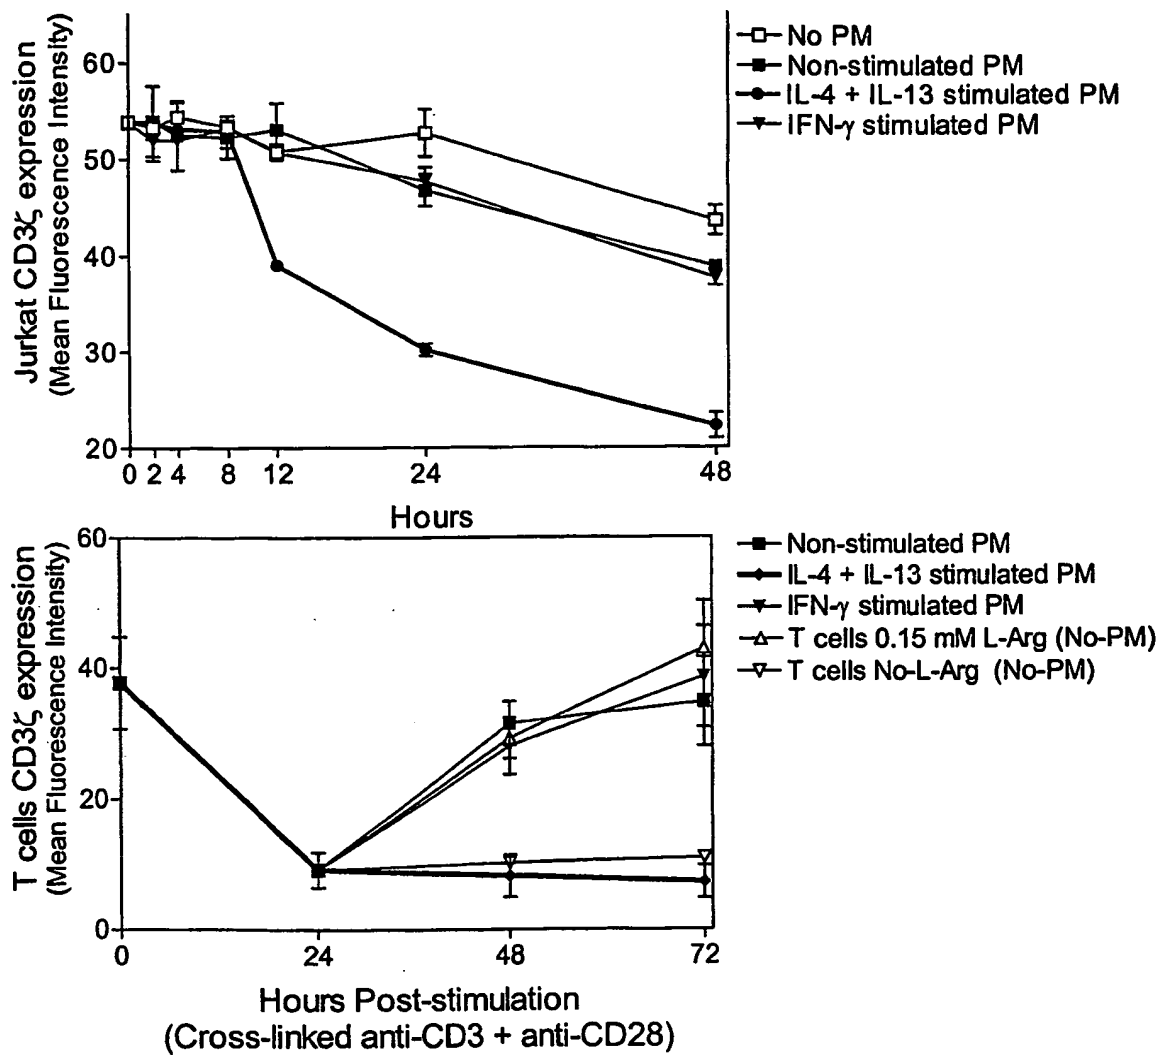 Jurkat CD3ζ expression
(Mean Fluorescence Intensity)
60
50
40
30
20
0 2 4 8 12 24 48
Hours
No PM
Non-stimulated PM
IL-4 + IL-13 stimulated PM
IFN-γ stimulated PM
T cells CD3ζ expression
(Mean Fluorescence Intensity)
60
40
20
0
0 24 48 72
Hours Post-stimulation
(Cross-linked anti-CD3 + anti-CD28)
Non-stimulated PM
IL-4 + IL-13 stimulated PM
IFN-γ stimulated PM
T cells 0.15 mM L-Arg (No-PM)
T cells No-L-Arg (No-PM)